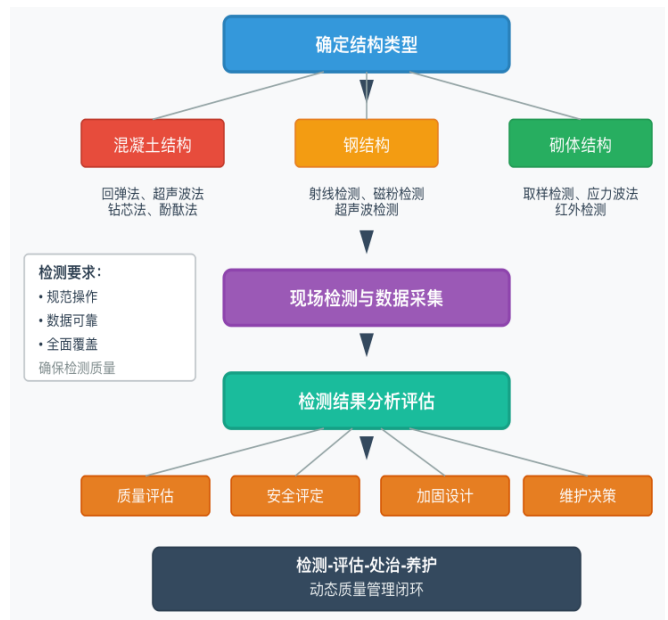 确定结构类型
混凝土结构
钢结构
砌体结构
回弹法、超声波法
钻芯法、酚酞法
射线检测、磁粉检测
超声波检测
取样检测、应力波法
红外检测
检测要求：
• 规范操作
• 数据可靠
• 全面覆盖
确保检测质量
现场检测与数据采集
检测结果分析评估
质量评估
安全评定
加固设计
维护决策
检测-评估-处治-养护
动态质量管理闭环